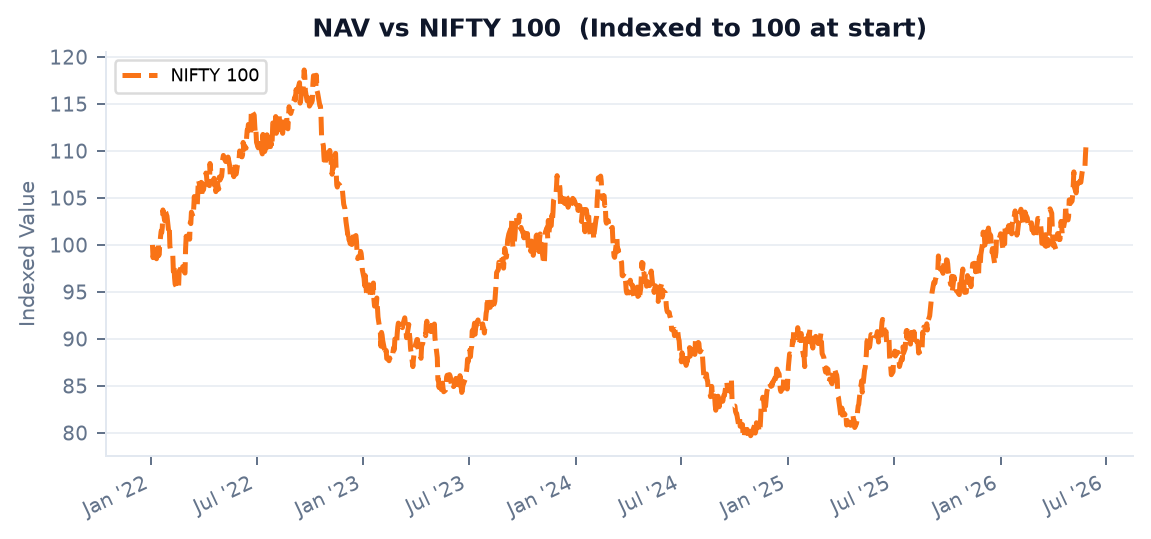 NAV vs NIFTY 100  (Indexed to 100 at start)
NIFTY 100
Indexed Value
120
115
110
105
100
95
90
85
80
Jan '22
Jul '22
Jan '23
Jul '23
Jan '24
Jul '24
Jan '25
Jul '25
Jan '26
Jul '26